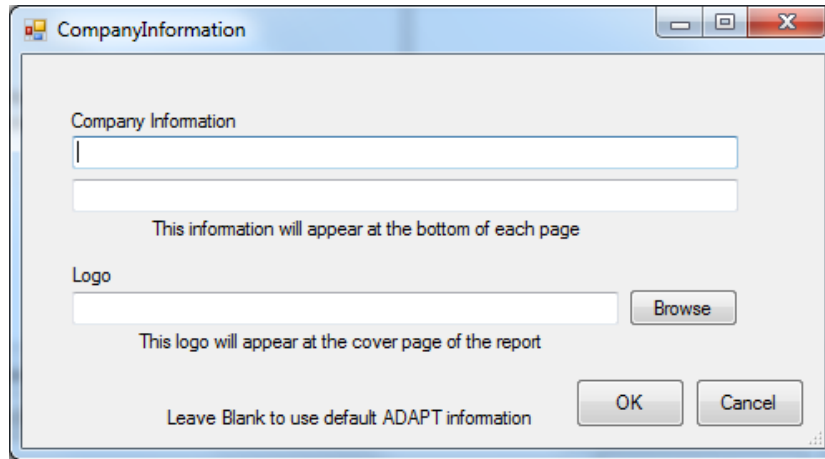 CompanyInformation
Company Information
This information will appear at the bottom of each page
Logo
Browse
This logo will appear at the cover page of the report
Leave Blank to use default ADAPT information
OK
Cancel